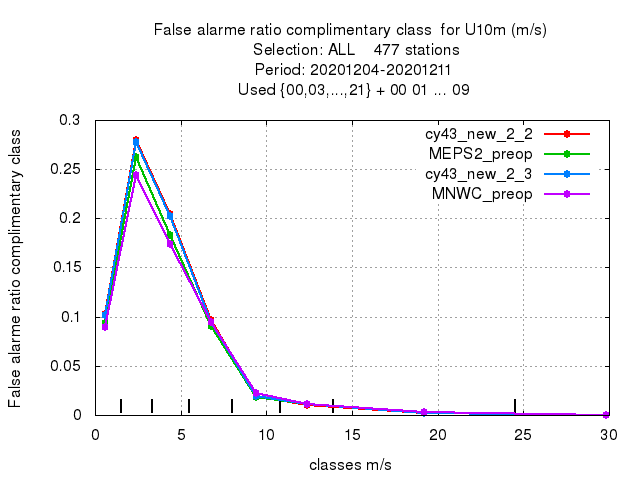 False alarme ratio complimentary class  for U10m (m/s)
Selection: ALL    477 stations
Period: 20201204-20201211
Used {00,03,...,21} + 00 01 ... 09
False alarme ratio complimentary class
0.3
0.25
0.2
0.15
0.1
0.05
0
cy43_new_2_2
MEPS2_preop
cy43_new_2_3
MNWC_preop
0 5 10 15 20 25 30
classes m/s